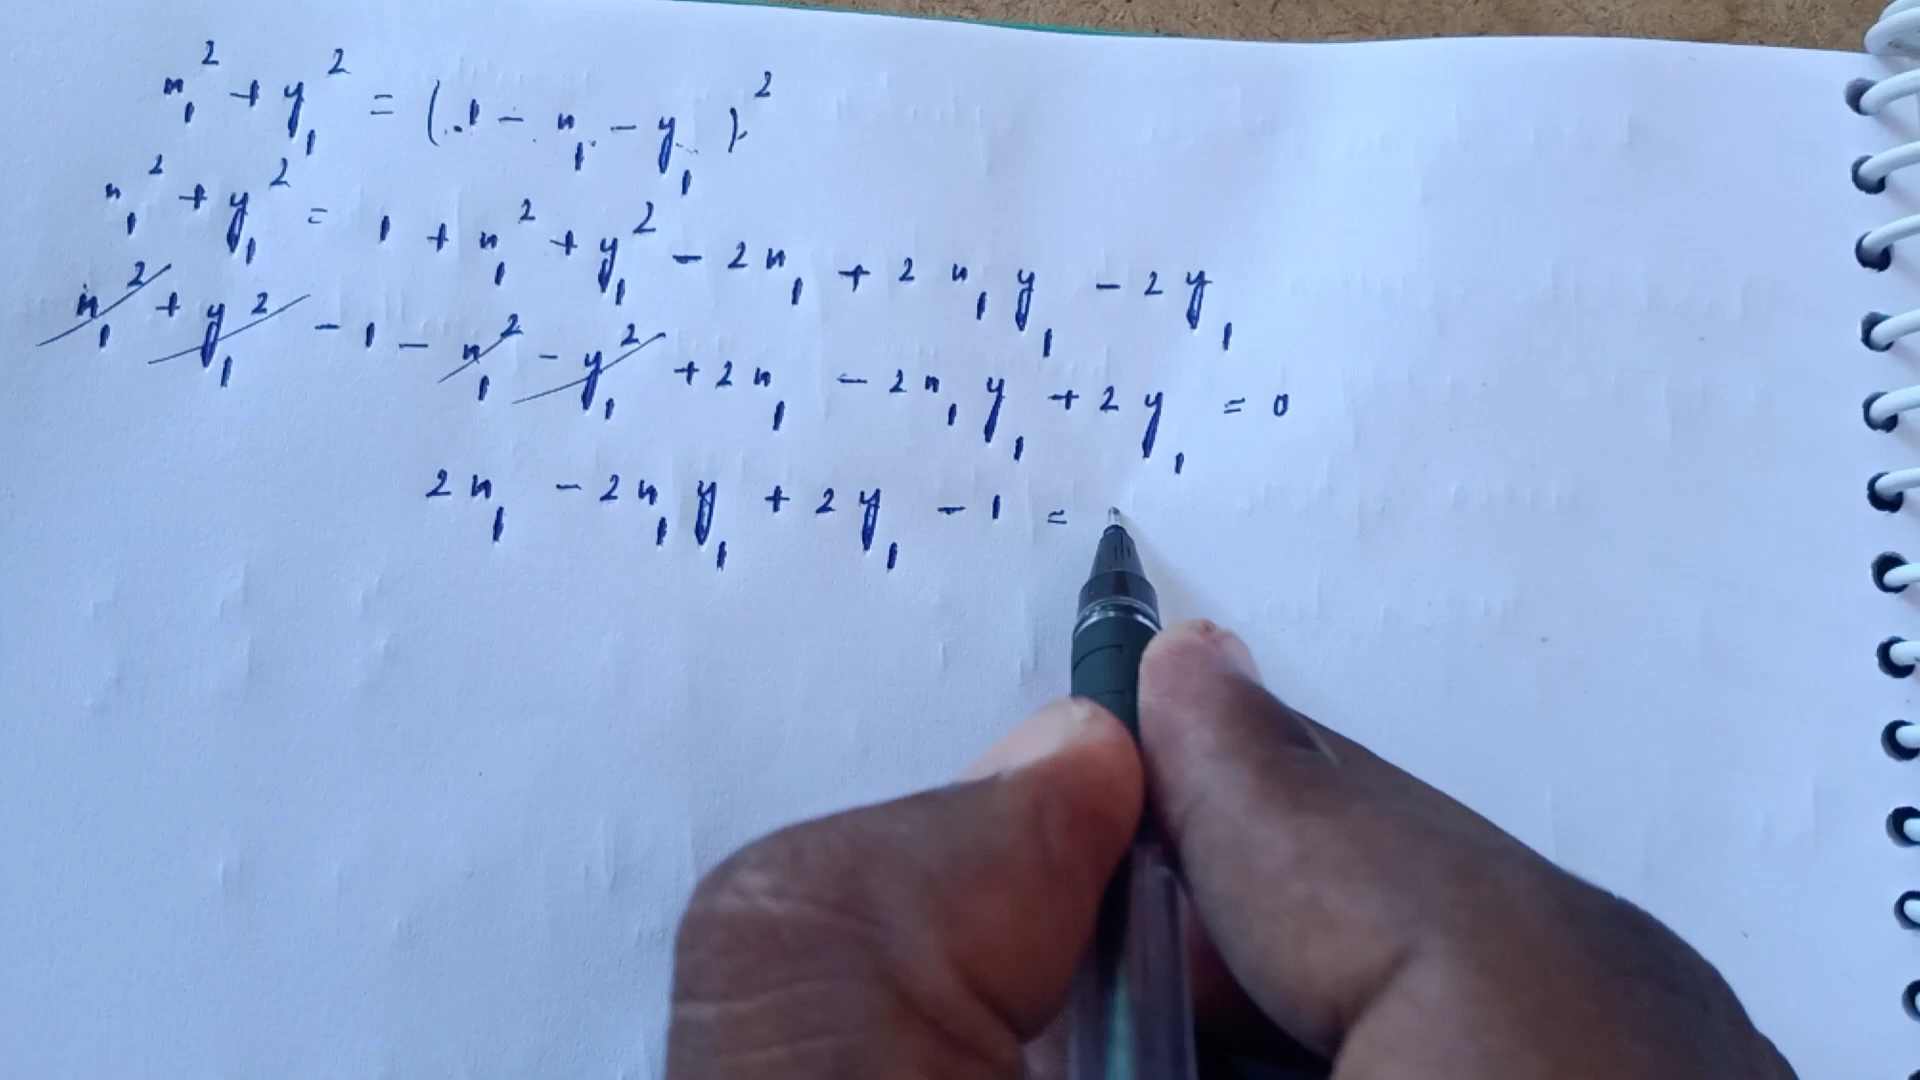 x₁² + y₁² = (1 - x₁ - y₁)²
x₁² + y₁² = 1 + x₁² + y₁² - 2x₁ + 2x₁y₁ - 2y₁
x₁² + y₁² - 1 - x₁² - y₁² + 2x₁ - 2x₁y₁ + 2y₁ = 0
2x₁ - 2x₁y₁ + 2y₁ - 1 =